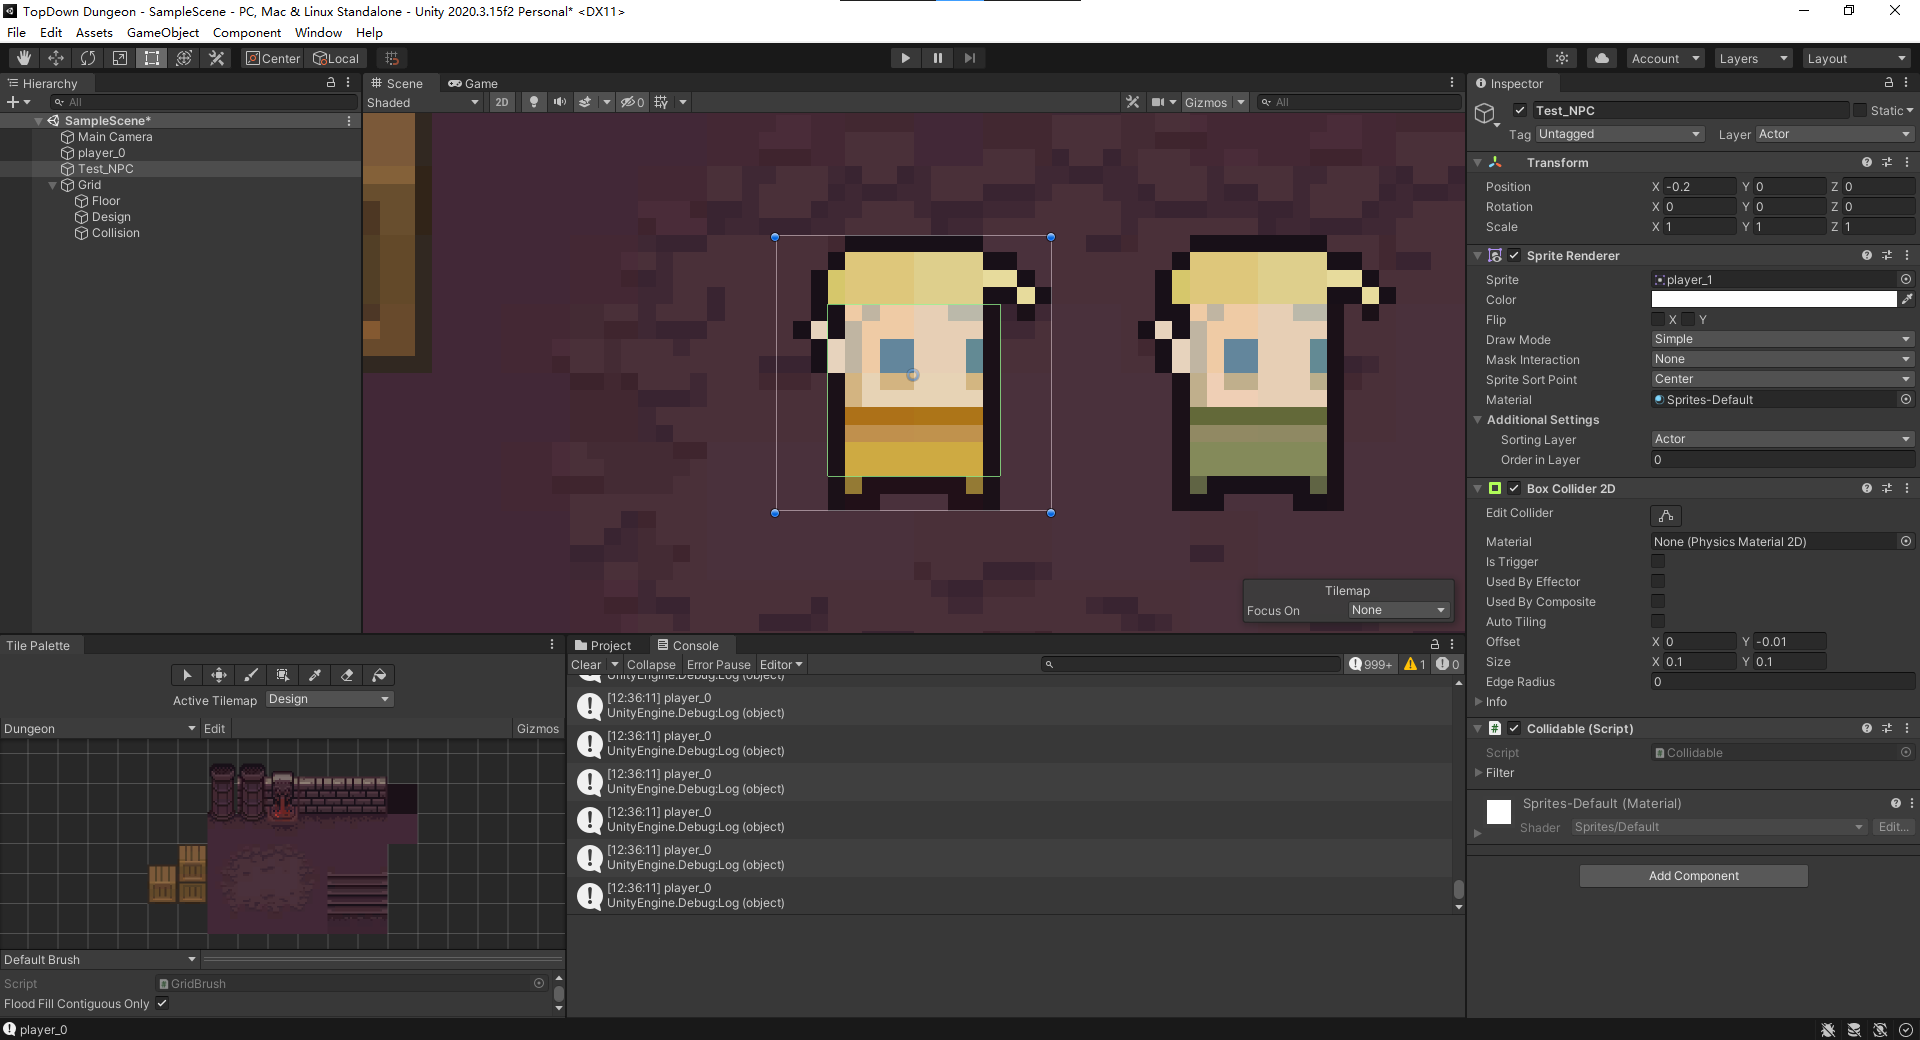 TopDown Dungeon - SampleScene - PC, Mac & Linux Standalone - Unity 2020.3.15f2 Personal* <DX11>
File Edit Assets GameObject Component Window Help
Center Local
Account Layers Layout
Hierarchy
All
SampleScene*
Main Camera
player_0
Test_NPC
Grid
Floor
Design
Collision
Scene Game
Shaded 2D 0 Gizmos All
Tilemap
Focus On None
Inspector
Test_NPC Static
Tag Untagged Layer Actor
Transform
Position X -0.2 Y 0 Z 0
Rotation X 0 Y 0 Z 0
Scale X 1 Y 1 Z 1
Sprite Renderer
Sprite player_1
Color
Flip X Y
Draw Mode Simple
Mask Interaction None
Sprite Sort Point Center
Material Sprites-Default
Additional Settings
Sorting Layer Actor
Order in Layer 0
Box Collider 2D
Edit Collider
Material None (Physics Material 2D)
Is Trigger
Used By Effector
Used By Composite
Auto Tiling
Offset X 0 Y -0.01
Size X 0.1 Y 0.1
Edge Radius 0
Info
Collidable (Script)
Script Collidable
Filter
Sprites-Default (Material)
Shader Sprites/Default Edit...
Add Component
Tile Palette
Active Tilemap Design
Dungeon Edit Gizmos
Default Brush
Script GridBrush
Flood Fill Contiguous Only
Project Console
Clear Collapse Error Pause Editor 999+ 1 0
UnityEngine.Debug:Log (object)
[12:36:11] player_0
UnityEngine.Debug:Log (object)
[12:36:11] player_0
UnityEngine.Debug:Log (object)
[12:36:11] player_0
UnityEngine.Debug:Log (object)
[12:36:11] player_0
UnityEngine.Debug:Log (object)
[12:36:11] player_0
UnityEngine.Debug:Log (object)
[12:36:11] player_0
UnityEngine.Debug:Log (object)
player_0